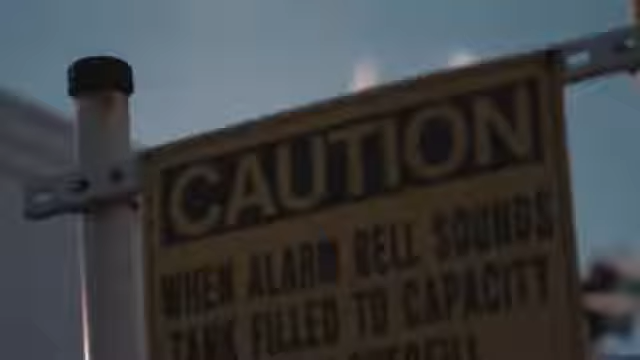 CAUTION
WHEN ALARM BELL SOUNDS
TANK FILLED TO CAPACITY